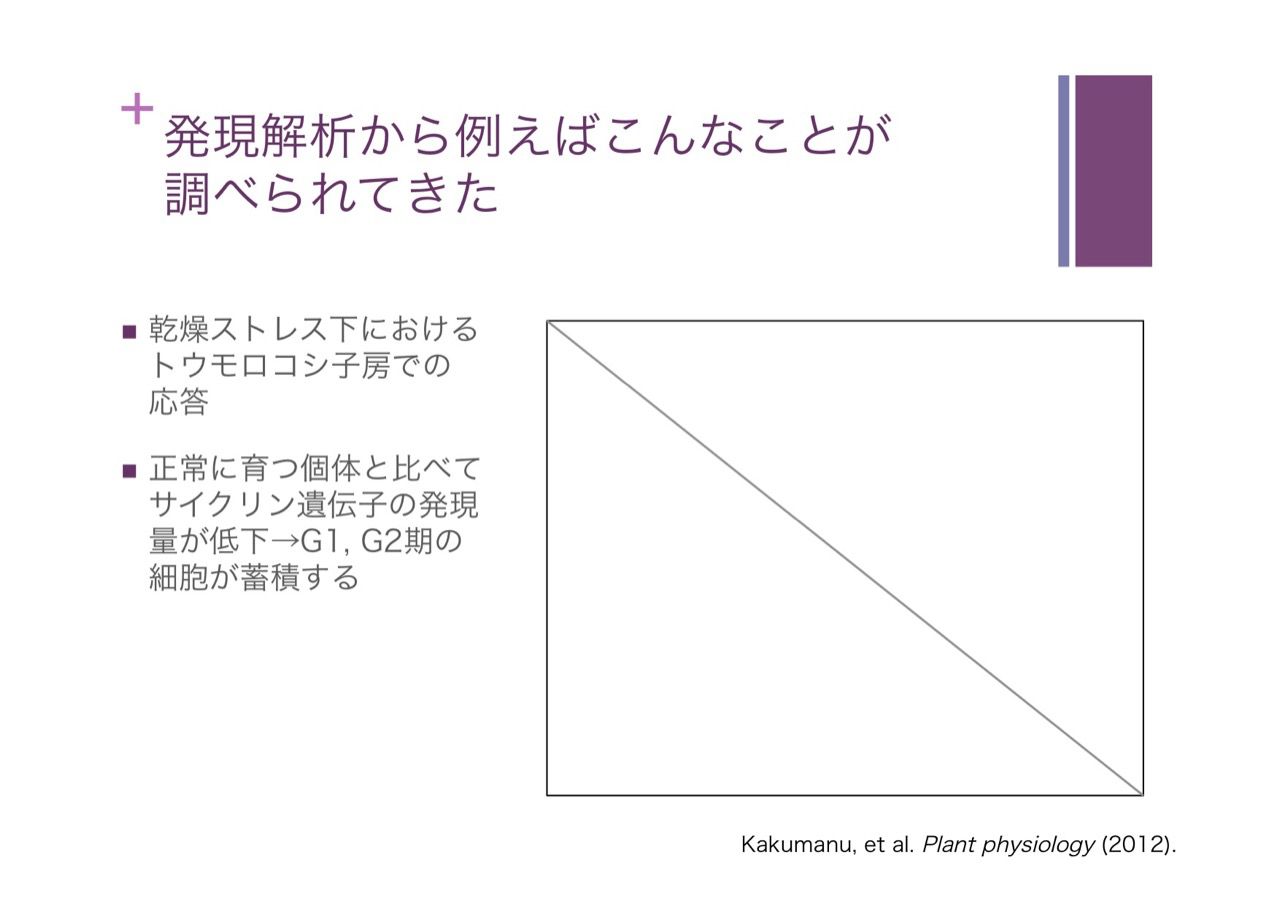 +
発現解析から例えばこんなことが
調べられてきた
■ 乾燥ストレス下における
トウモロコシ子房での
応答
■ 正常に育つ個体と比べて
サイクリン遺伝子の発現
量が低下→G1, G2期の
細胞が蓄積する
Kakumanu, et al. Plant physiology (2012).